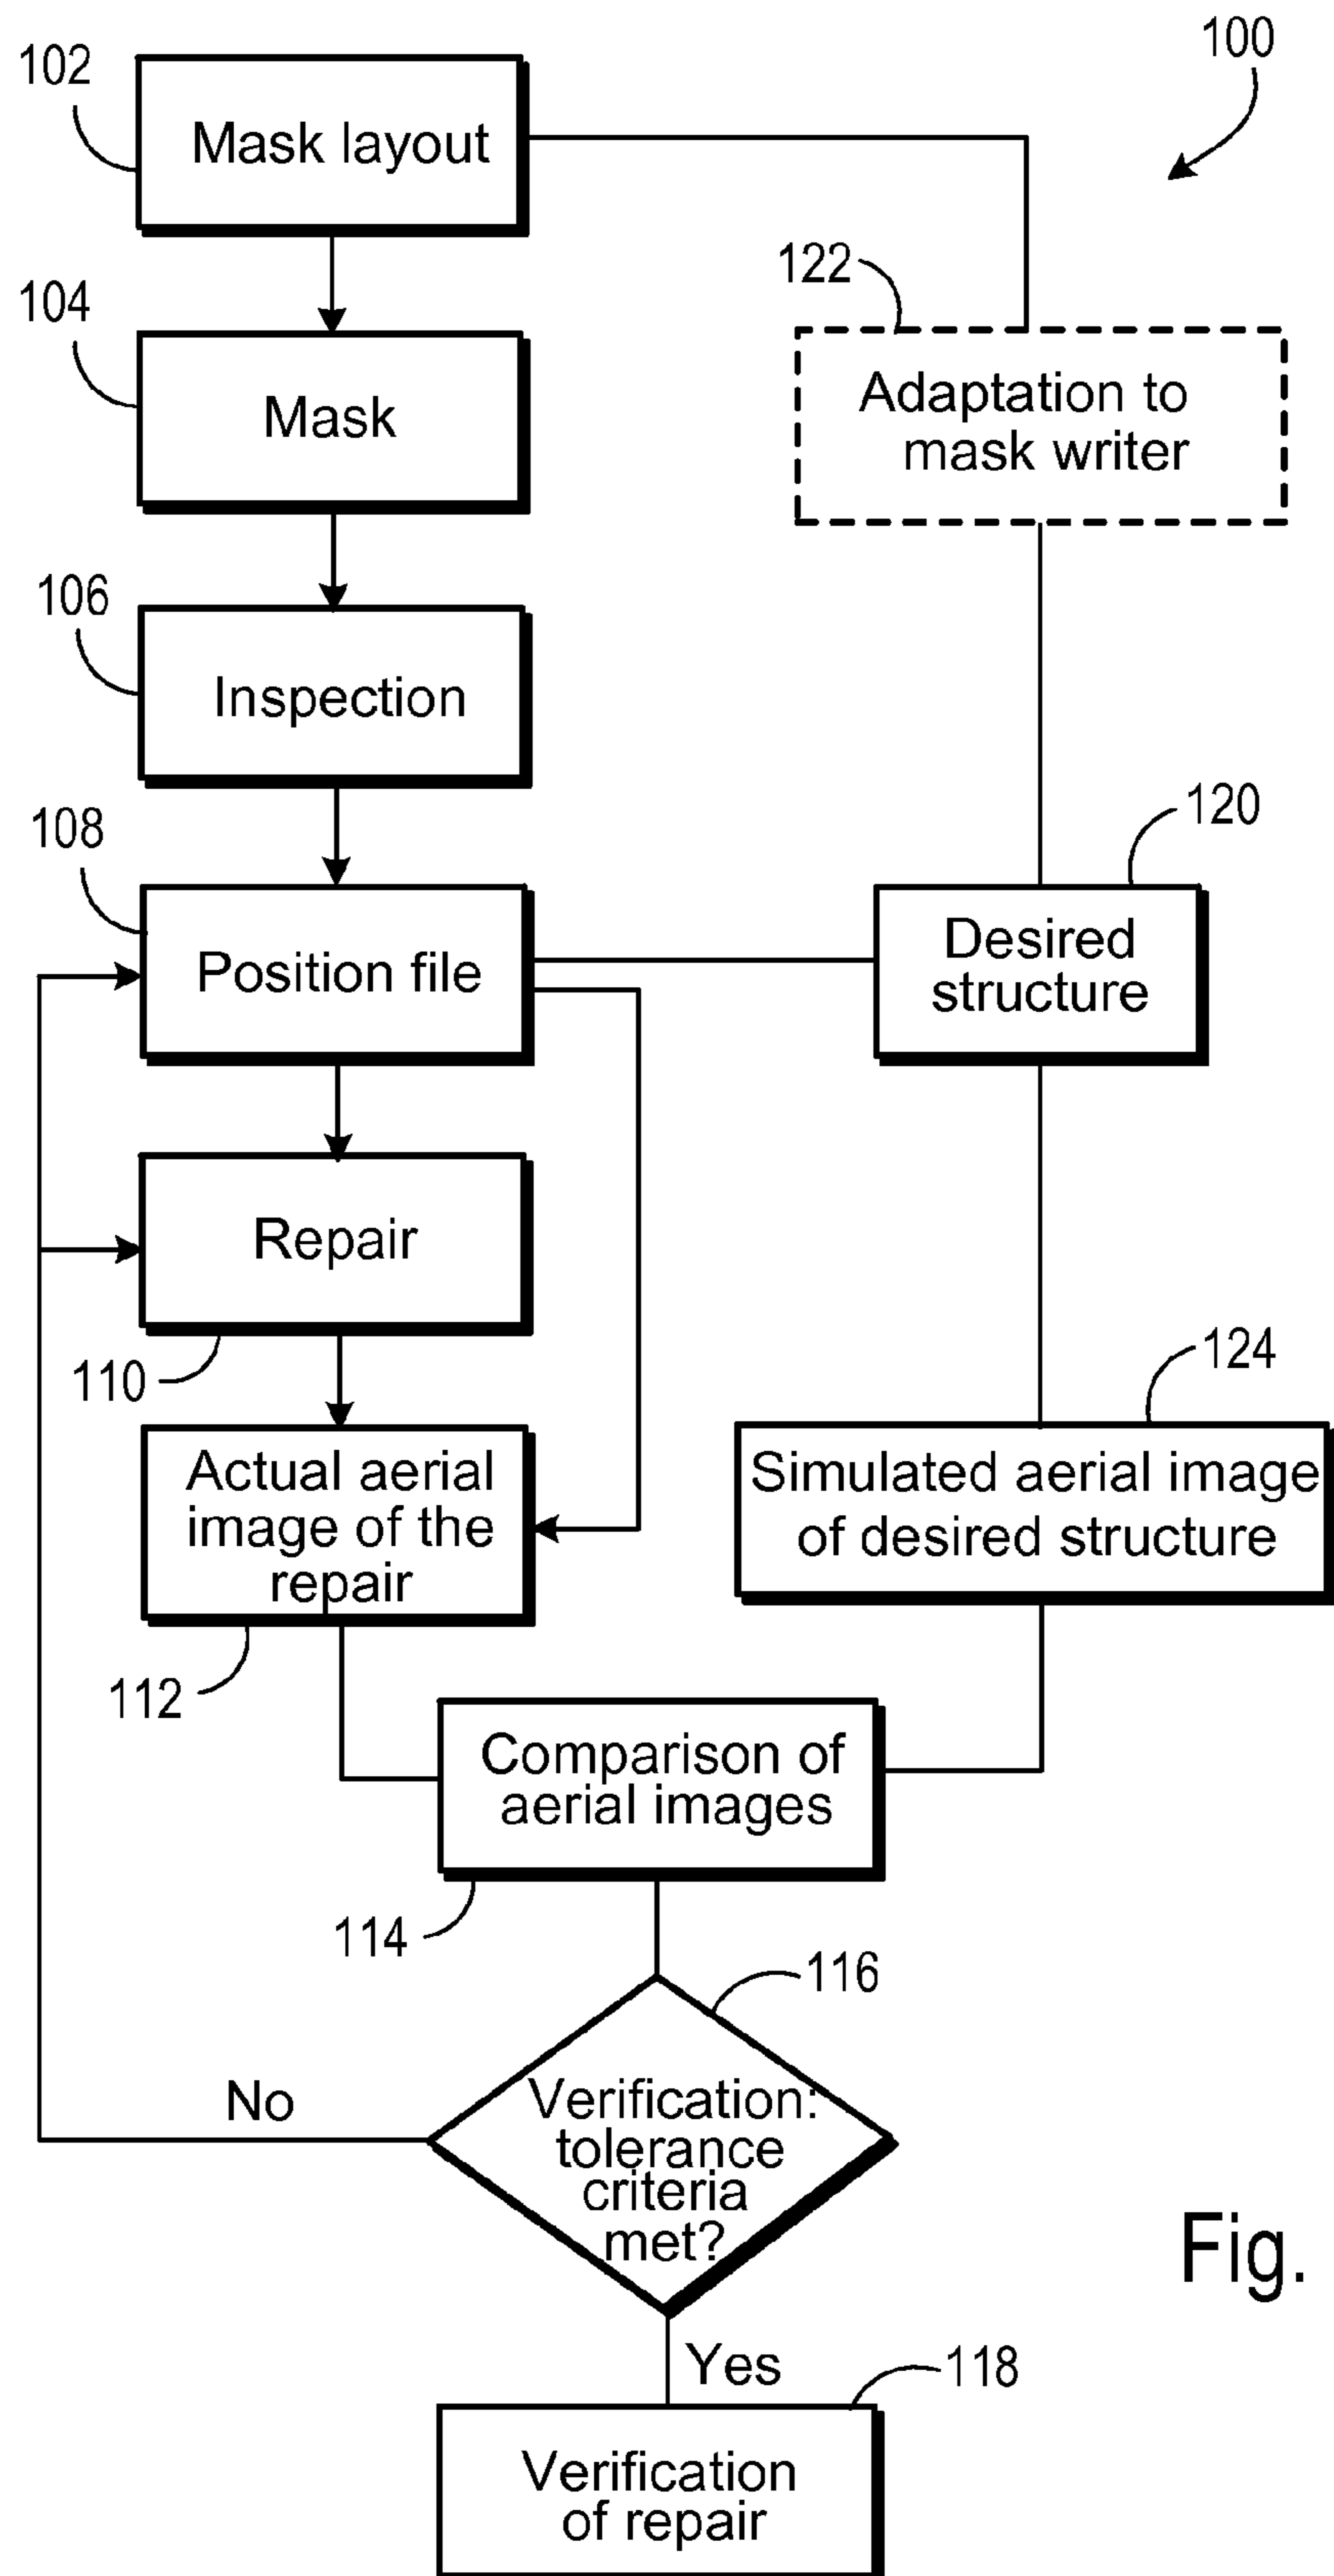 100
102
Mask layout
122
104
Adaptation to
mask writer
Mask
106
Inspection
108
120
Position file
Desired
structure
Repair
110
124
Actual aerial
image of the
repair
Simulated aerial image
of desired structure
112
Comparison of
aerial images
114
116
No
Verification:
tolerance
criteria
met?
Fig.
Yes
118
Verification
of repair